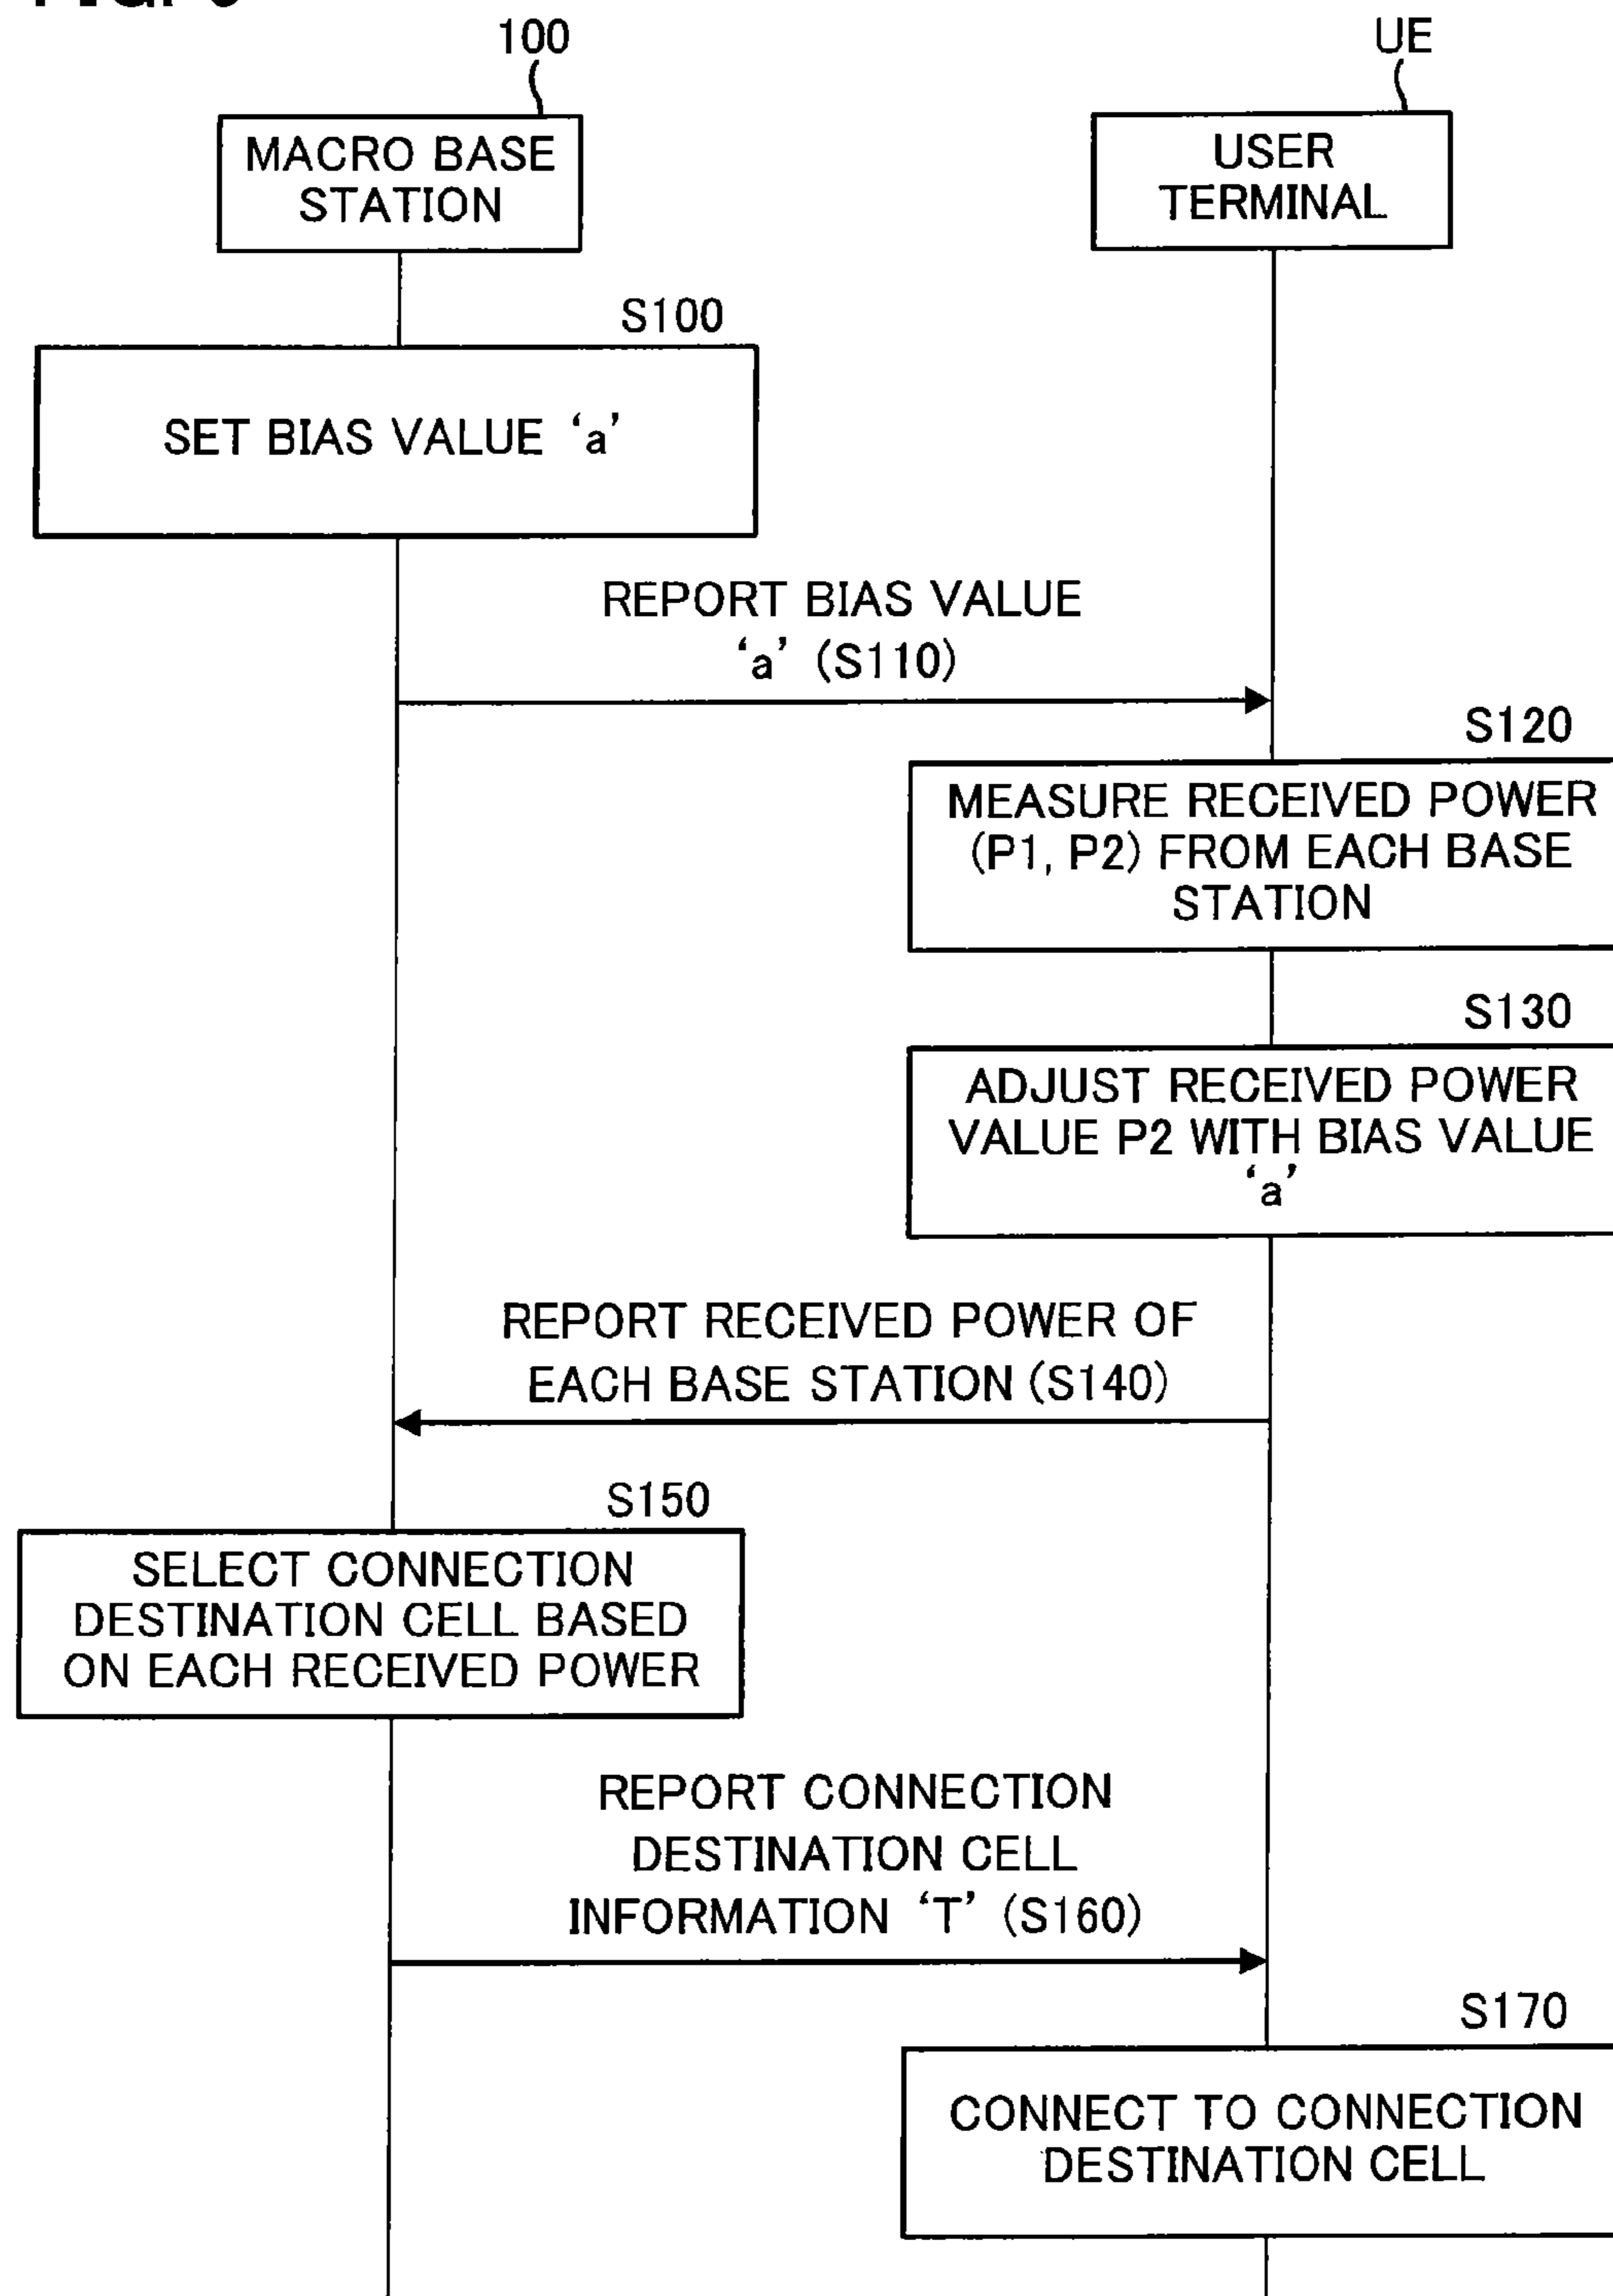 100
UE
MACRO BASE
STATION
USER
TERMINAL
S100
SET BIAS VALUE ‘a’
REPORT BIAS VALUE
‘a’ (S110)
S120
MEASURE RECEIVED POWER
(P1, P2) FROM EACH BASE
STATION
S130
ADJUST RECEIVED POWER
VALUE P2 WITH BIAS VALUE
‘a’
REPORT RECEIVED POWER OF
EACH BASE STATION (S140)
S150
SELECT CONNECTION
DESTINATION CELL BASED
ON EACH RECEIVED POWER
REPORT CONNECTION
DESTINATION CELL
INFORMATION ‘T’ (S160)
S170
CONNECT TO CONNECTION
DESTINATION CELL